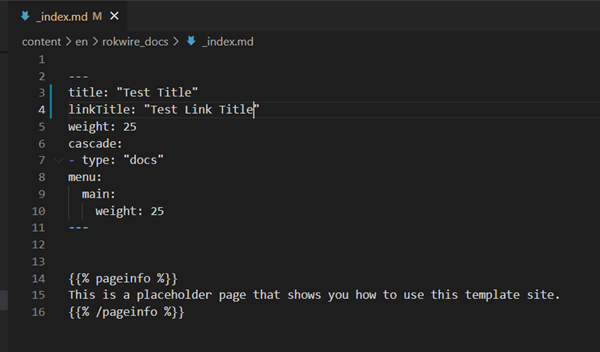 _index.md M ×
content > en > rokwire_docs > _index.md
1
2 ---
3 title: "Test Title"
4 linkTitle: "Test Link Title"
5 weight: 25
6 cascade:
7 - type: "docs"
8 menu:
9 main:
10 weight: 25
11 ---
12
13
14 {{% pageinfo %}}
15 This is a placeholder page that shows you how to use this template site.
16 {{% /pageinfo %}}